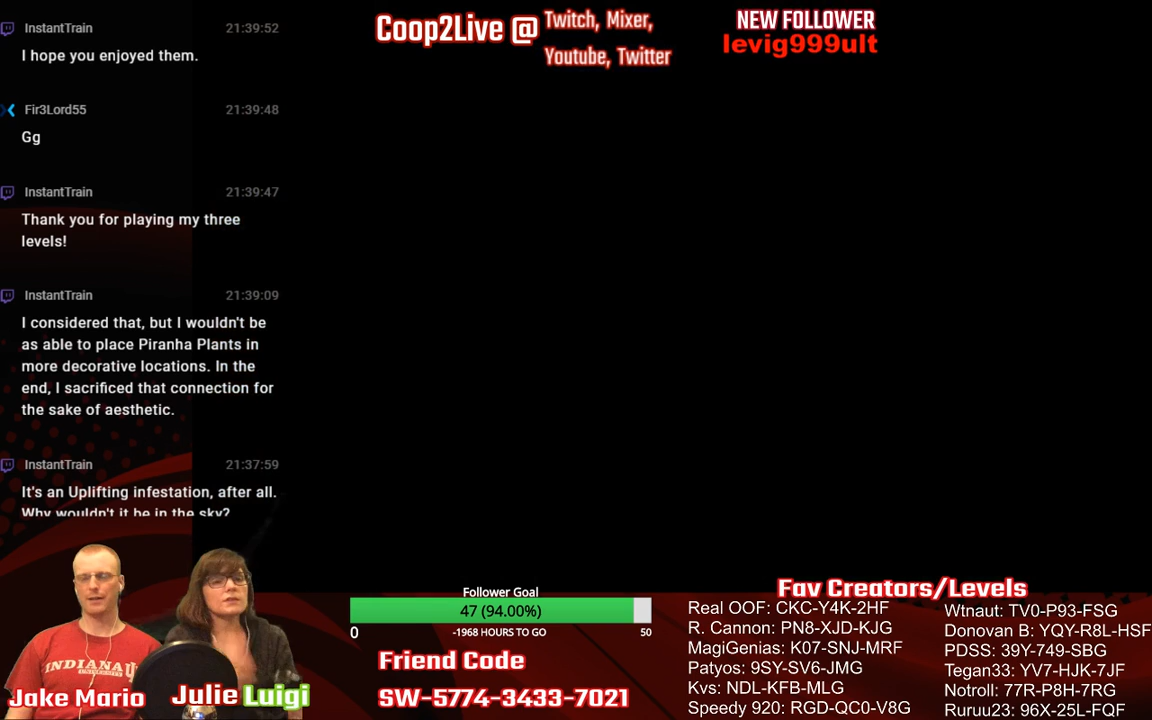 InstantTrain 21:39:52
I hope you enjoyed them.
Fir3Lord55 21:39:48
Gg
InstantTrain 21:39:47
Thank you for playing my three
levels!
InstantTrain 21:39:09
I considered that, but I wouldn't be
as able to place Piranha Plants in
more decorative locations. In the
end, I sacrificed that connection for
the sake of aesthetic.
InstantTrain 21:37:59
It's an Uplifting infestation, after all.
Why wouldn't it be in the sky?
Coop2Live @
Twitch, Mixer,
Youtube, Twitter
NEW FOLLOWER
levig999ult
INDIANA
Jake Mario
Julie Luigi
Follower Goal
47 (94.00%)
0 -1968 HOURS TO GO 50
Friend Code
SW-5774-3433-7021
Fav Creators/Levels
Real OOF: CKC-Y4K-2HF
R. Cannon: PN8-XJD-KJG
MagiGenias: K07-SNJ-MRF
Patyos: 9SY-SV6-JMG
Kvs: NDL-KFB-MLG
Speedy 920: RGD-QC0-V8G
Wtnaut: TV0-P93-FSG
Donovan B: YQY-R8L-HSF
PDSS: 39Y-749-SBG
Tegan33: YV7-HJK-7JF
Notroll: 77R-P8H-7RG
Ruruu23: 96X-25L-FQF